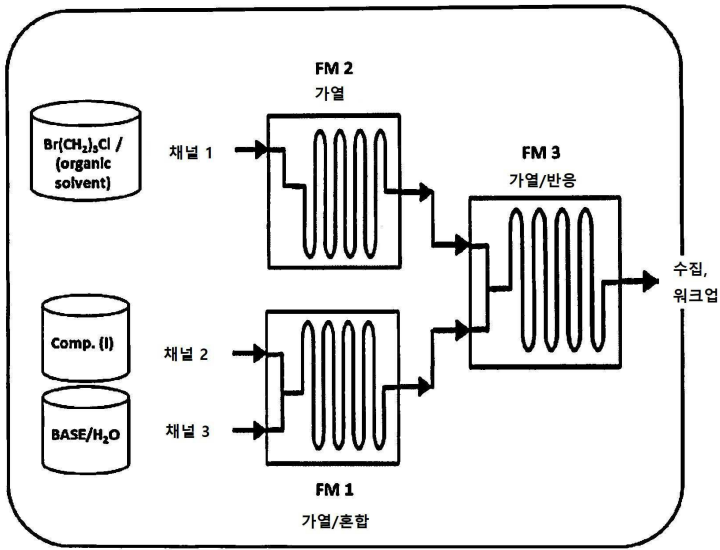 FM 2
가열
Br(CH₂)₃Cl /
(organic
solvent)
채널 1
FM 3
가열/반응
수집,
워크업
Comp. (I)
채널 2
BASE/H₂O
채널 3
FM 1
가열/혼합